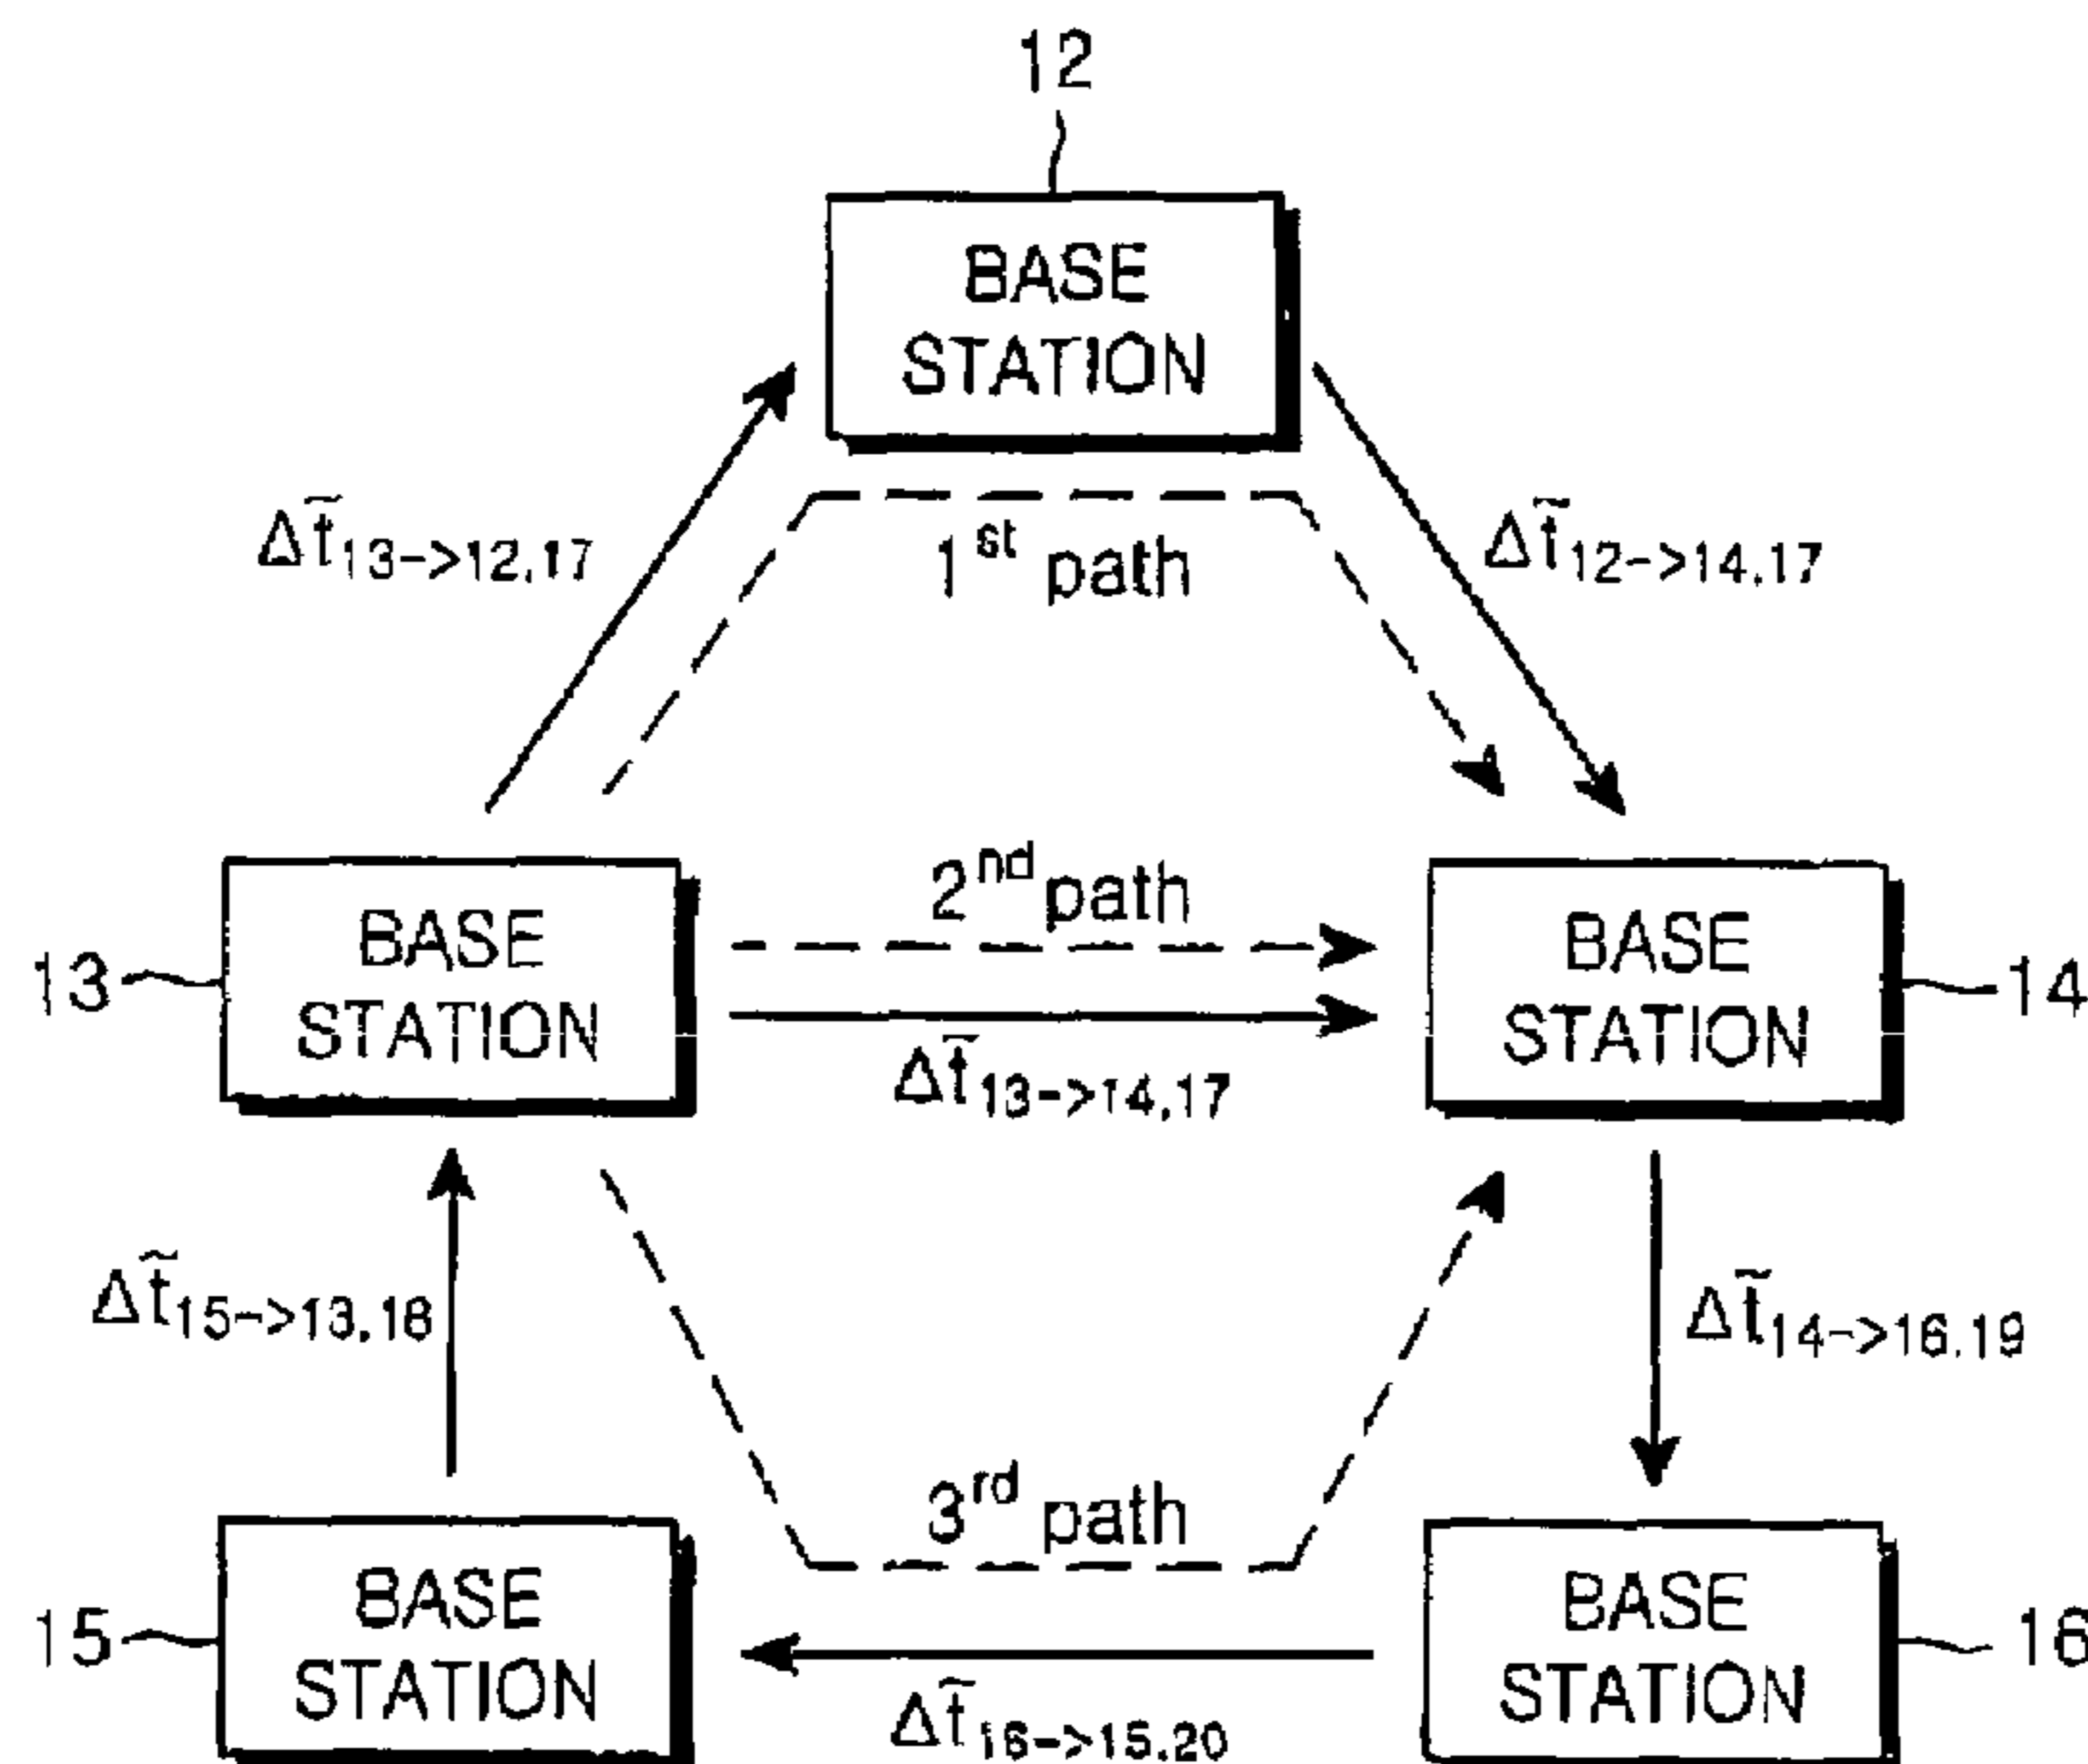 12
BASE
STATION
Δt̃13->12,17
1st path
Δt̃12->14,17
2nd path
13
BASE
STATION
BASE
STATION
14
Δt̃13->14,17
Δt̃15->13,18
Δt̃14->16,19
3rd path
15
BASE
STATION
BASE
STATION
16
Δt̃16->15,20